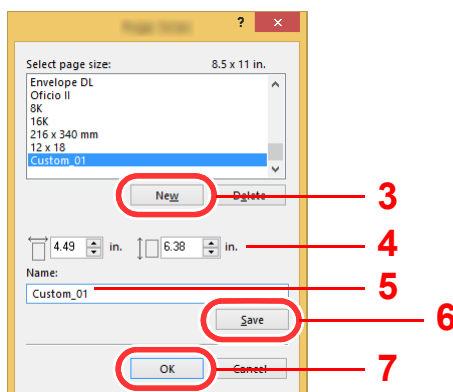 ?
Select page size: 8.5 x 11 in.
Envelope DL
Oficio II
8K
16K
216 x 340 mm
12 x 18
Custom_01
New Delete 3
4.49 in. 6.38 in. 4
Name:
Custom_01 5
Save 6
OK Cancel 7